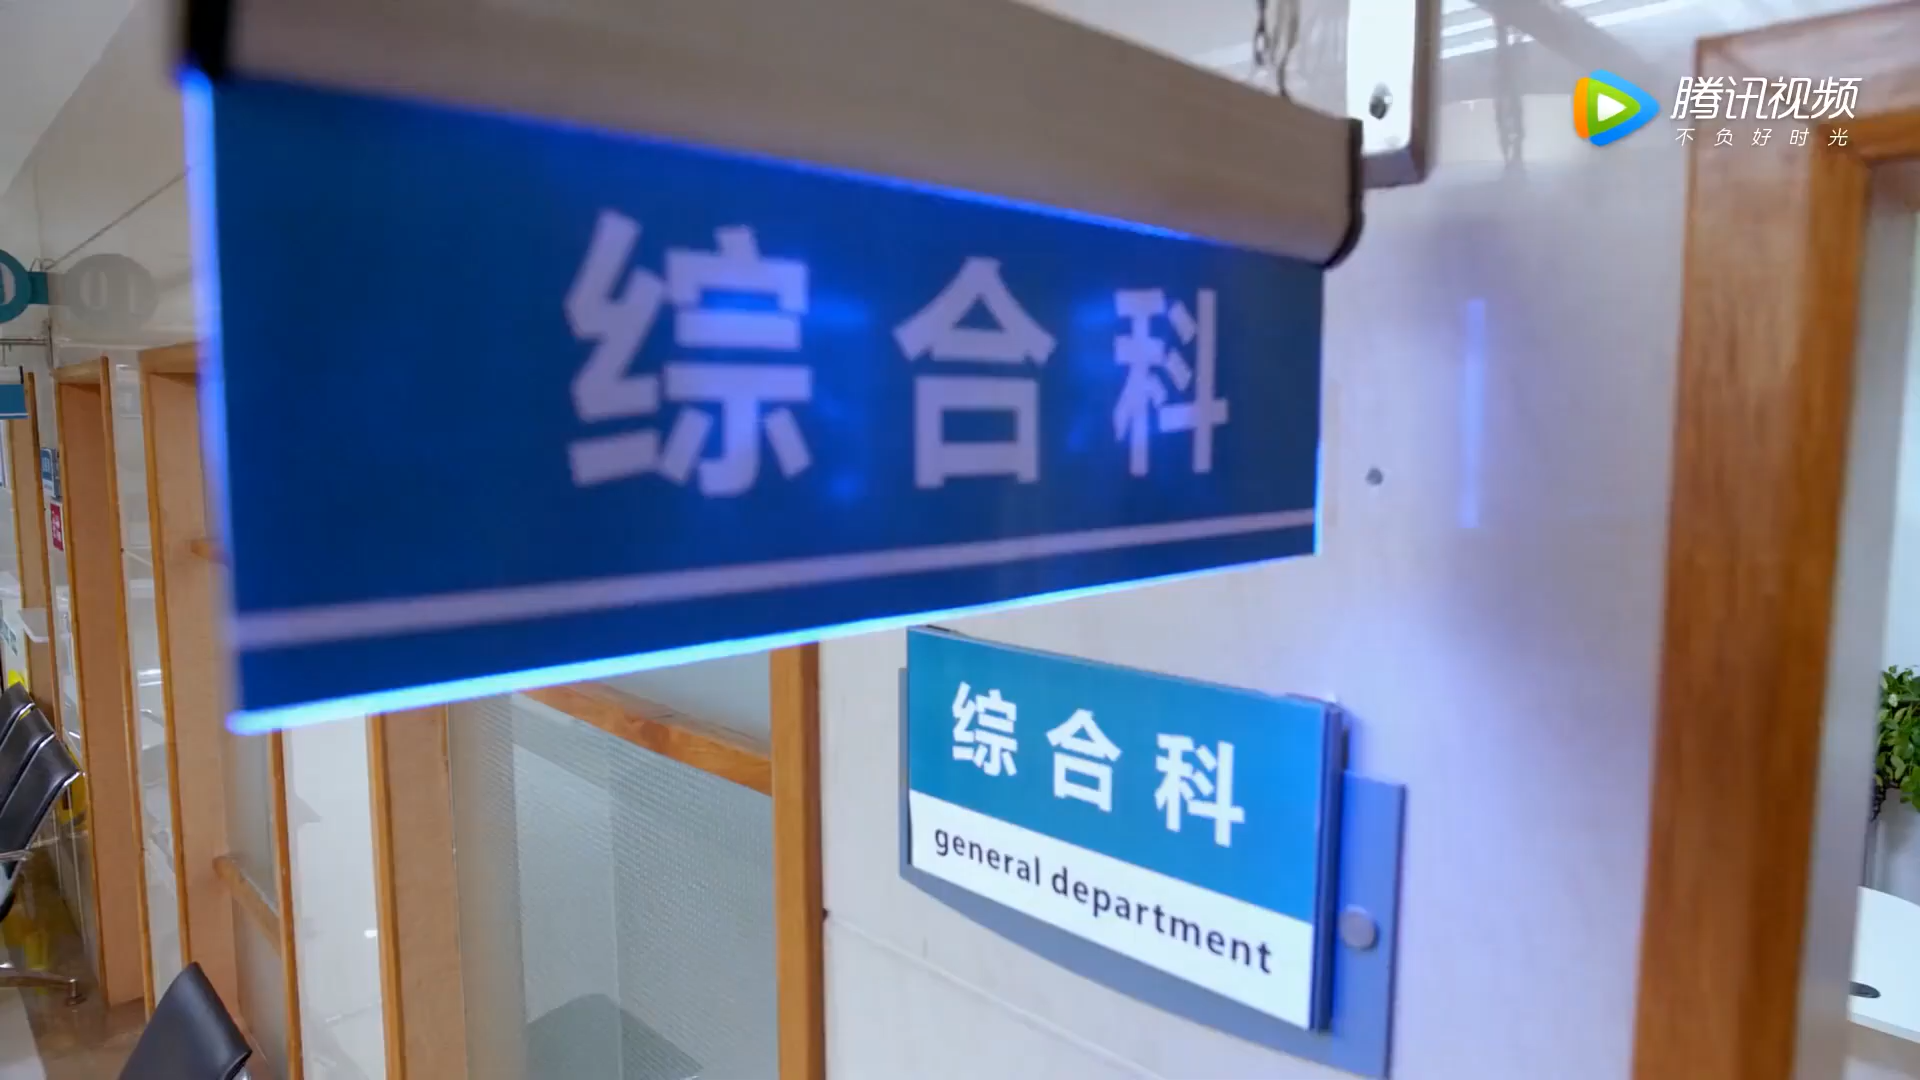 腾讯视频
不负好时光
综合科
综合科
general department